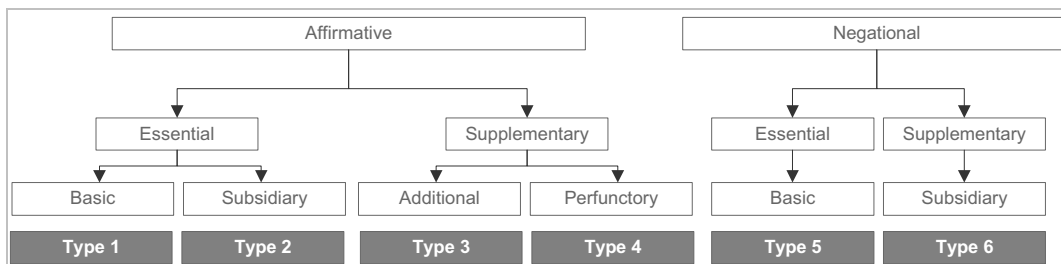 Affirmative Negational
Essential Supplementary Essential Supplementary
Basic Subsidiary Additional Perfunctory Basic Subsidiary
Type 1 Type 2 Type 3 Type 4 Type 5 Type 6